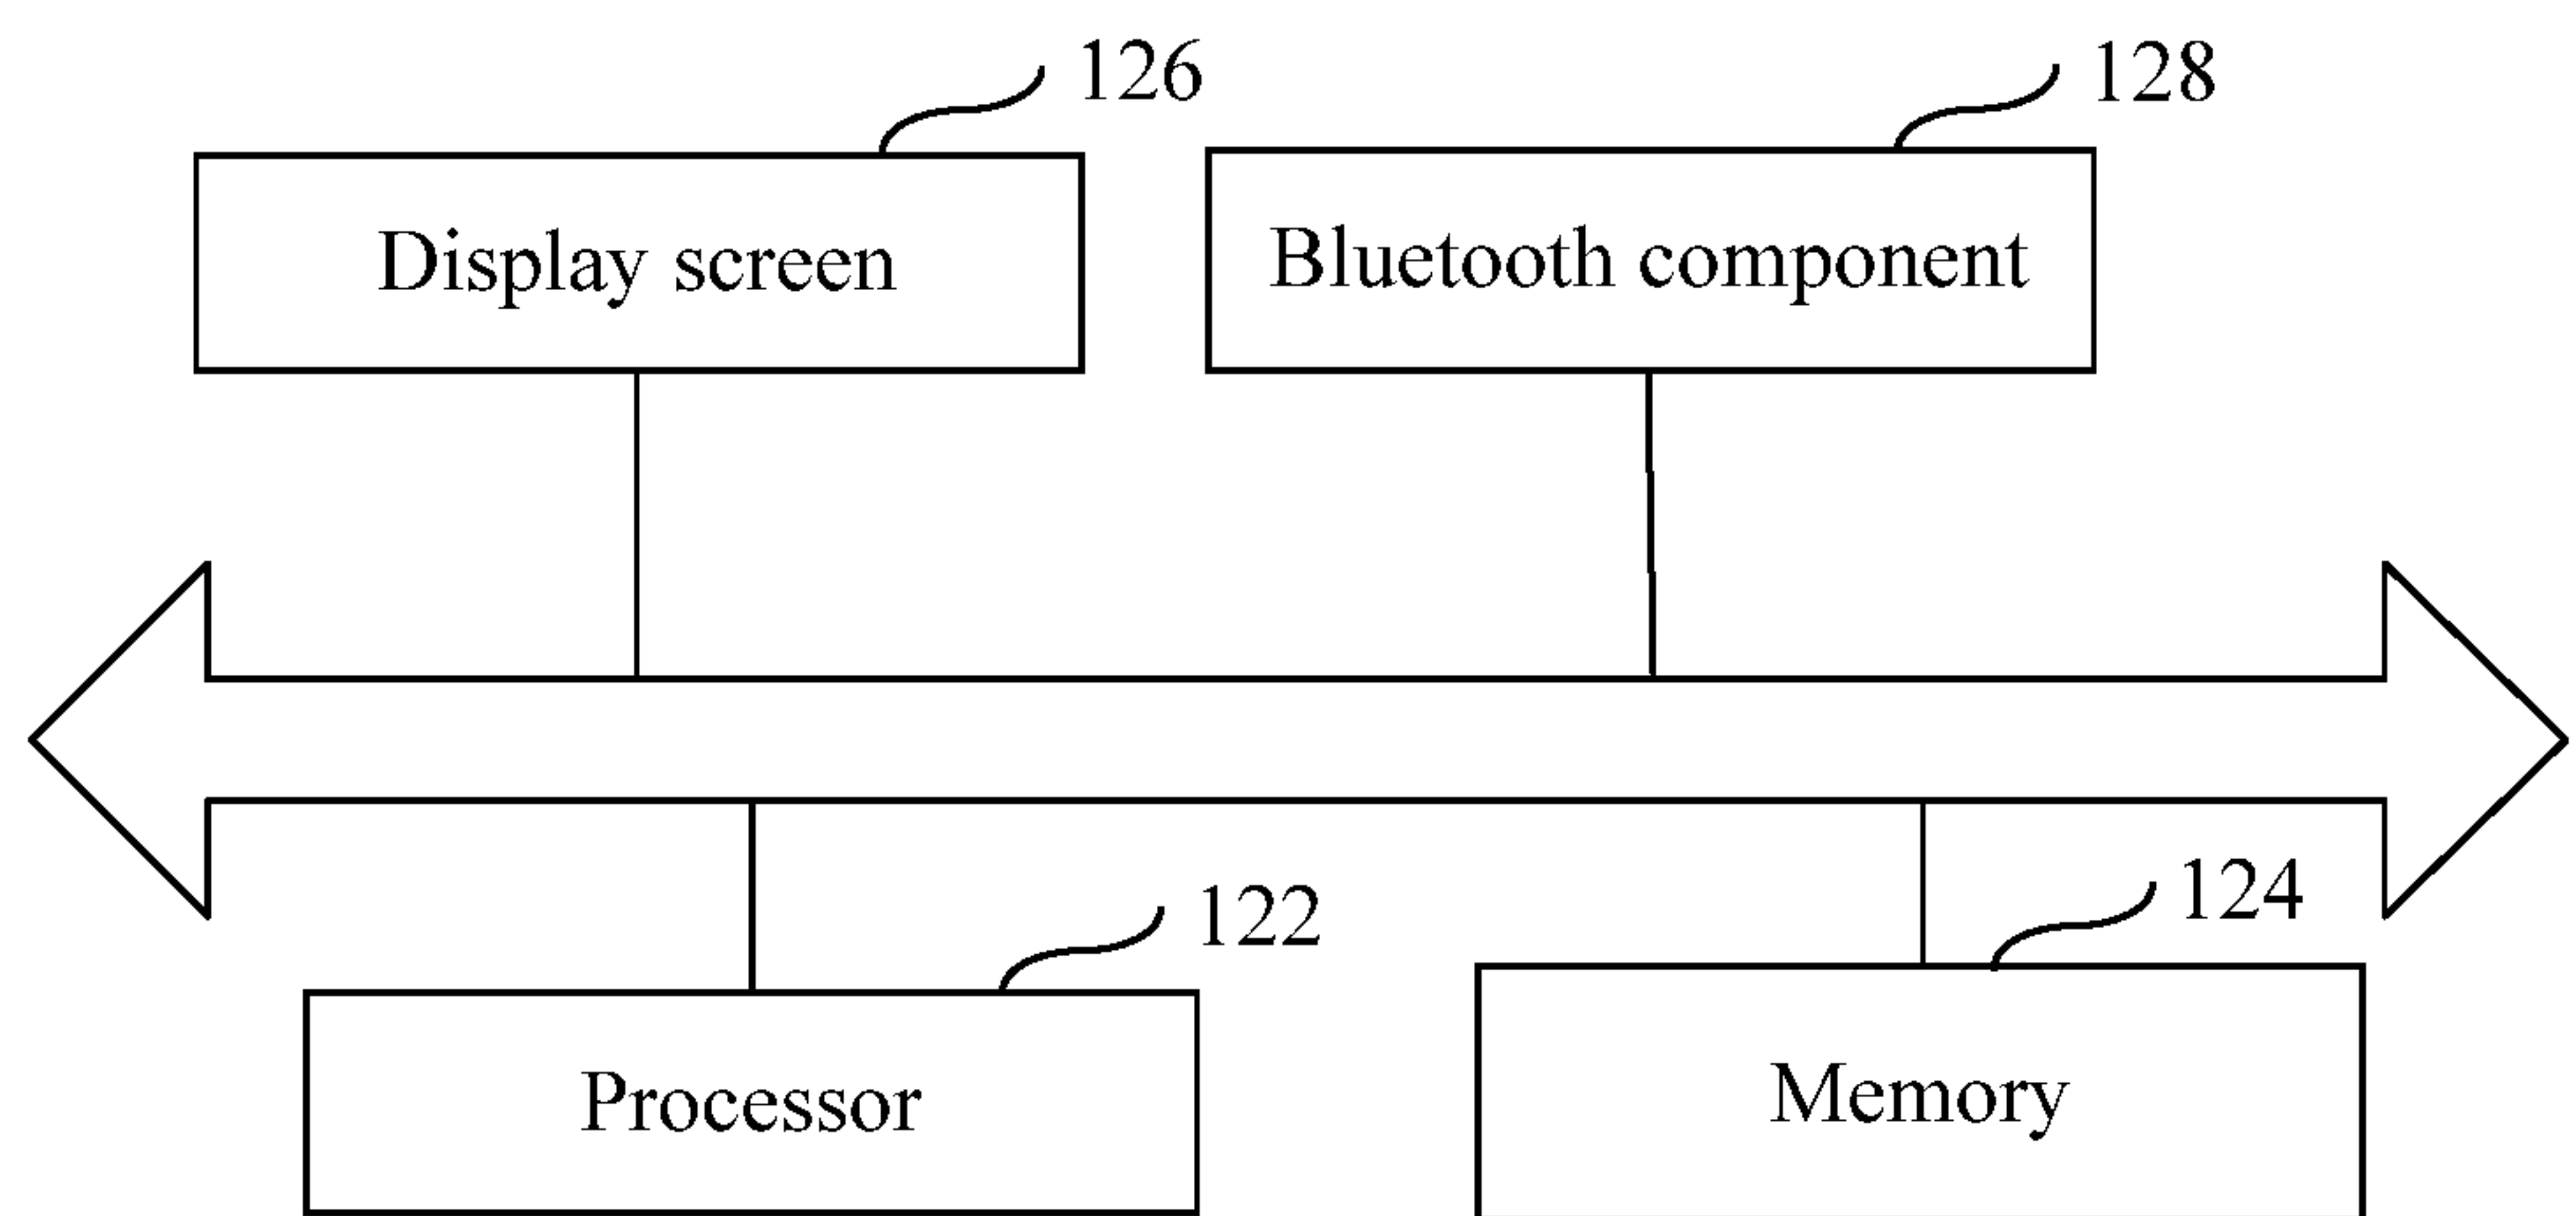 126
128
Display screen
Bluetooth component
122
124
Processor
Memory